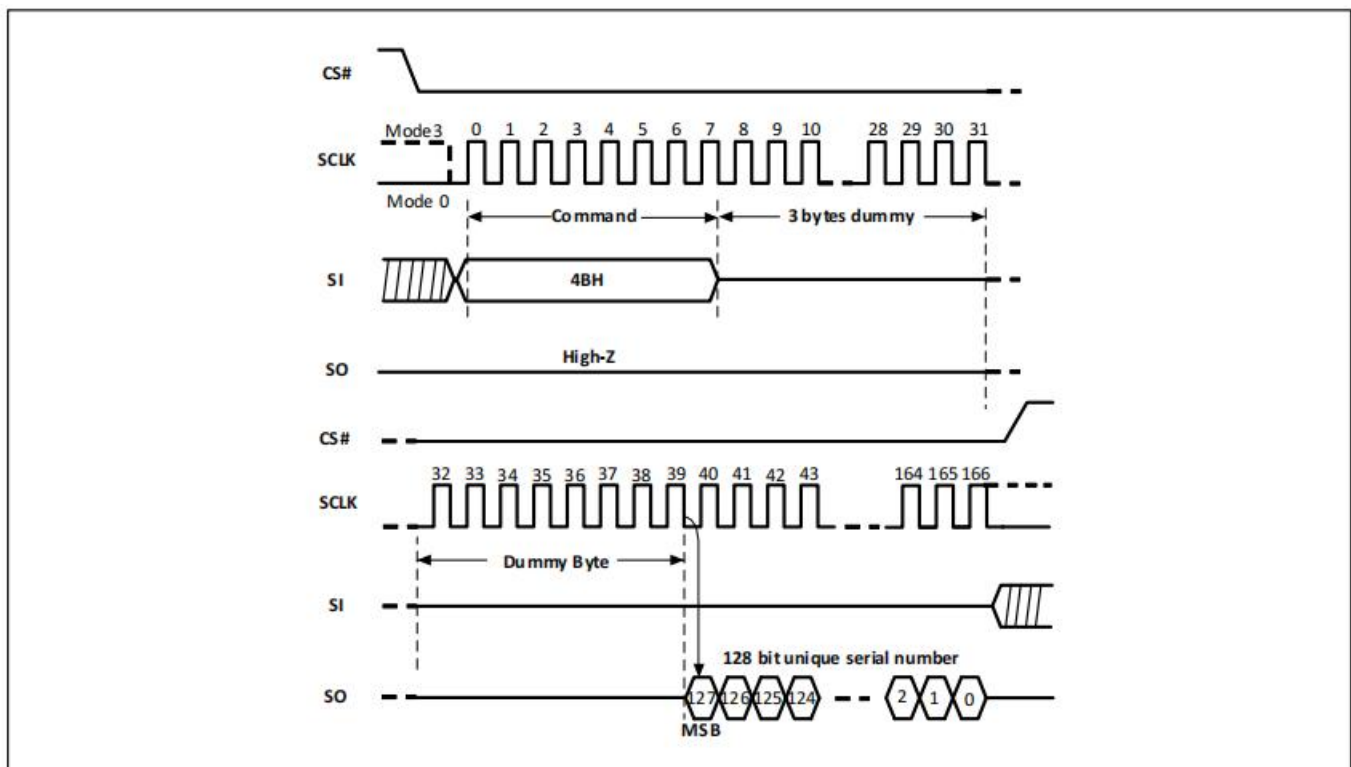 CS#
Mode3 0 1 2 3 4 5 6 7 8 9 10 28 29 30 31
SCLK
Mode 0
Command 3 bytes dummy
SI 4BH
High-Z
SO
CS#
32 33 34 35 36 37 38 39 40 41 42 43 164 165 166
SCLK
Dummy Byte
SI
128 bit unique serial number
SO 127 126 125 124 2 1 0
MSB